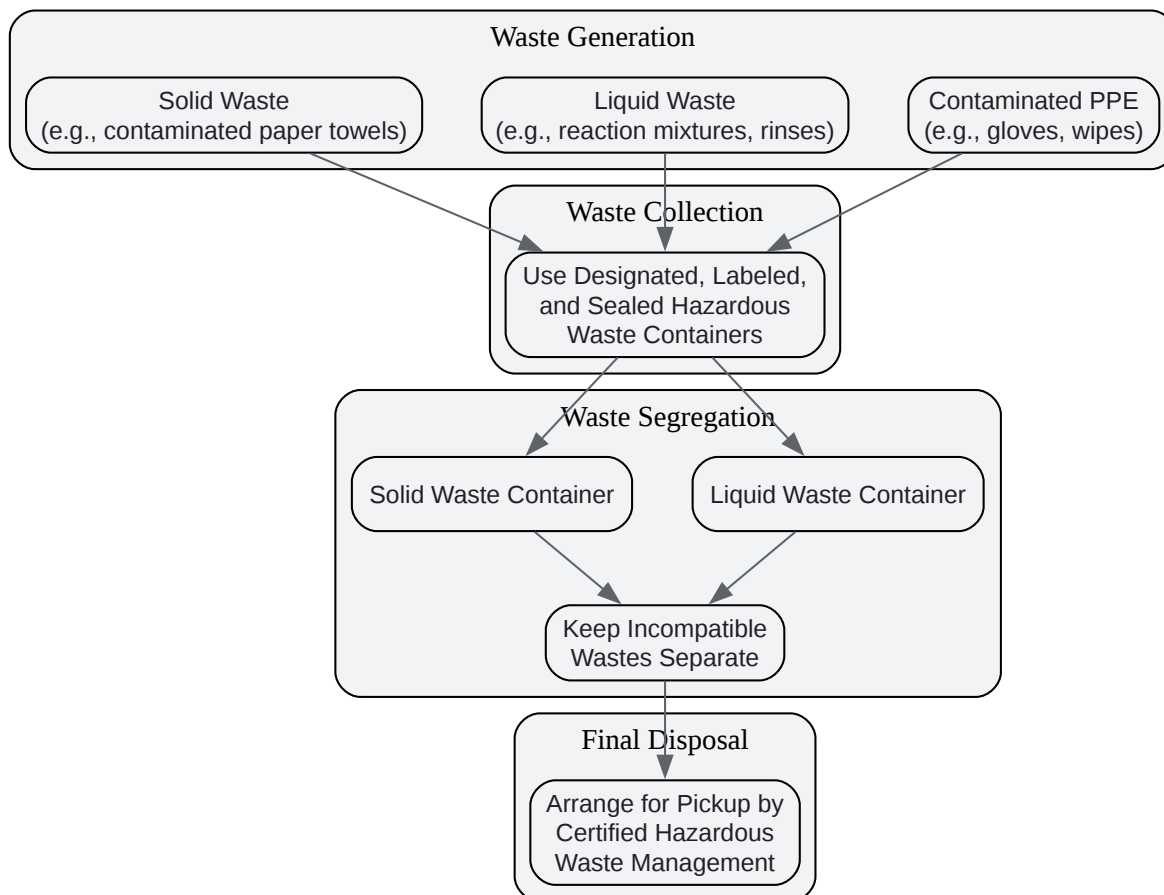 Waste Generation
Solid Waste
(e.g., contaminated paper towels)
Liquid Waste
(e.g., reaction mixtures, rinses)
Contaminated PPE
(e.g., gloves, wipes)
Waste Collection
Use Designated, Labeled,
and Sealed Hazardous
Waste Containers
Waste Segregation
Solid Waste Container
Liquid Waste Container
Keep Incompatible
Wastes Separate
Final Disposal
Arrange for Pickup by
Certified Hazardous
Waste Management